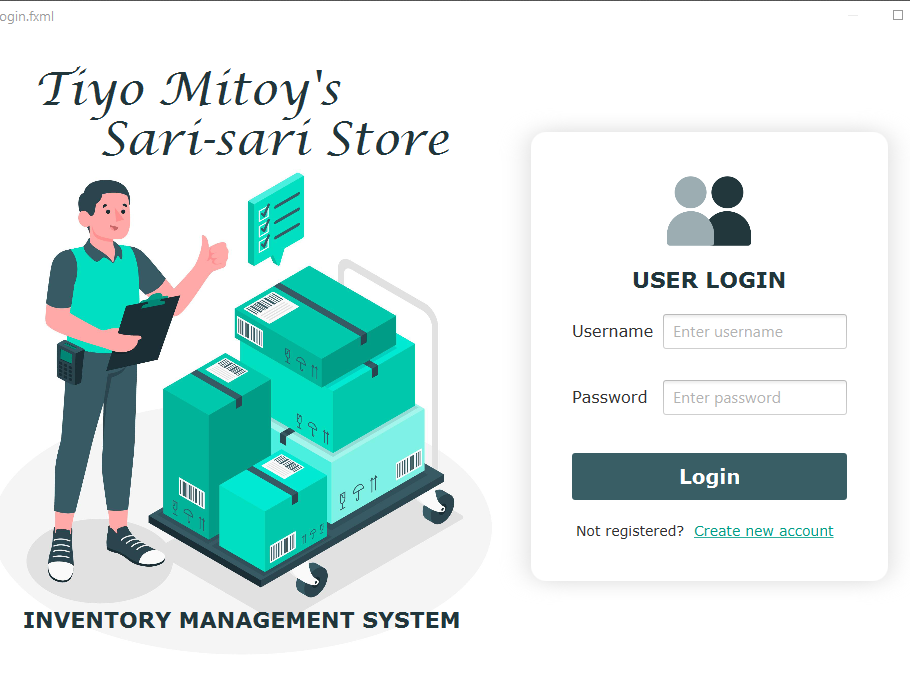 ogin.fxml
Tiyo Mitoy's
Sari-sari Store
USER LOGIN
Username
Enter username
Password
Enter password
Login
Not registered? Create new account
INVENTORY MANAGEMENT SYSTEM